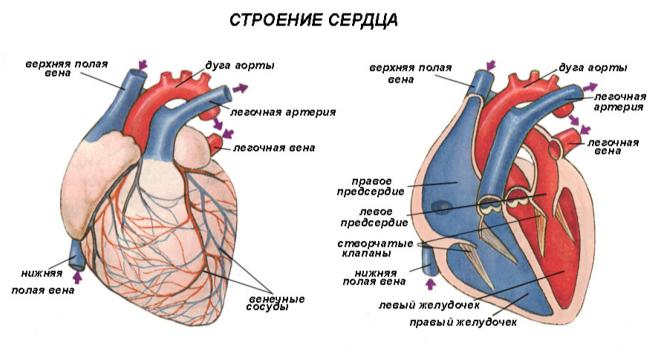 СТРОЕНИЕ СЕРДЦА
верхняя полая
вена
дуга аорты
легочная артерия
легочная вена
нижняя
полая вена
венечные
сосуды
верхняя полая
вена
дуга аорты
легочная
артерия
легочная
вена
правое
предсердие
левое
предсердие
створчатые
клапаны
нижняя
полая вена
левый желудочек
правый желудочек